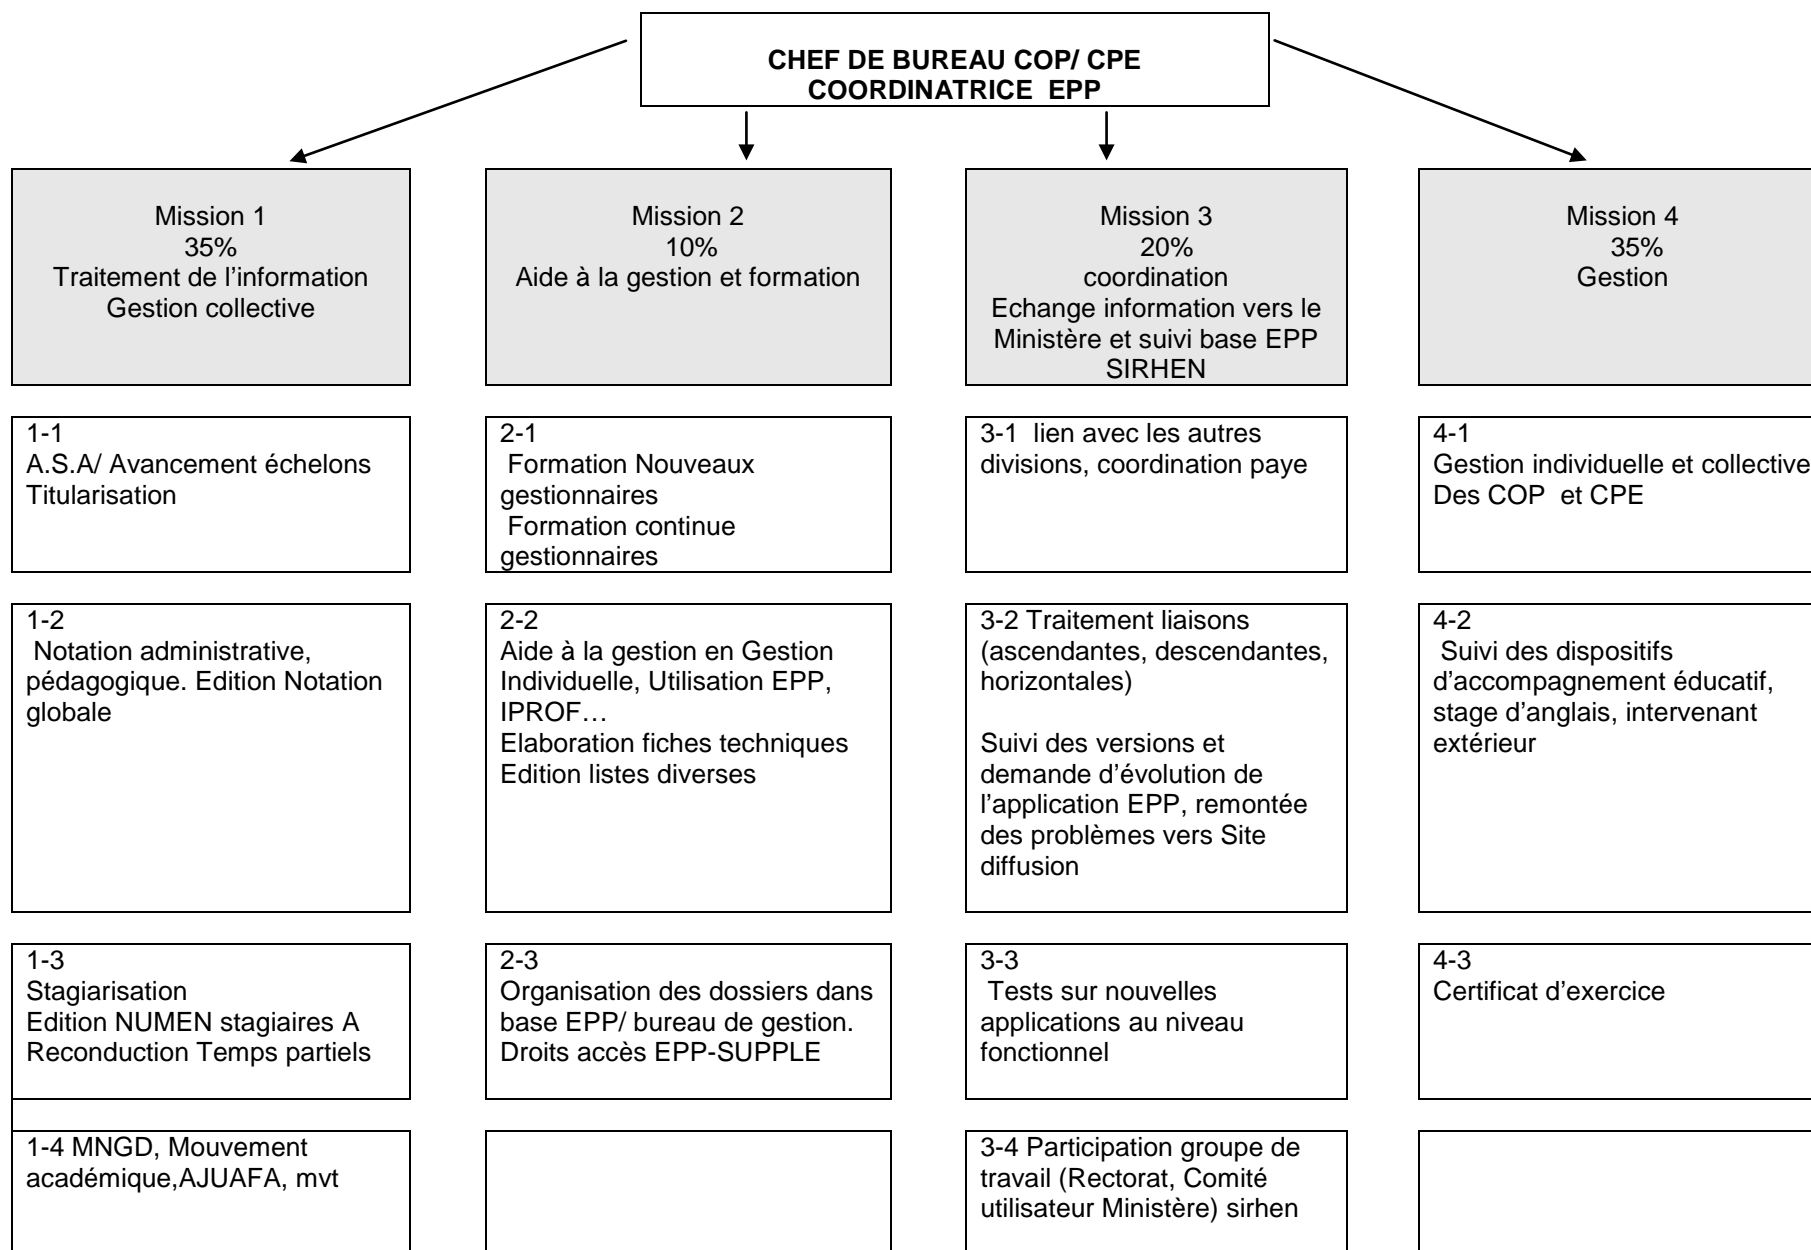 CHEF DE BUREAU COP/ CPE
COORDINATRICE  EPP
Mission 1
35%
Traitement de l’information
Gestion collective
Mission 2
10%
Aide à la gestion et formation
Mission 3
20%
coordination
Echange information vers le
Ministère et suivi base EPP
SIRHEN
Mission 4
35%
Gestion
1-1
A.S.A/ Avancement échelons
Titularisation
2-1
Formation Nouveaux
gestionnaires
Formation continue
gestionnaires
3-1  lien avec les autres
divisions, coordination paye
4-1
Gestion individuelle et collective
Des COP  et CPE
1-2
Notation administrative,
pédagogique. Edition Notation
globale
2-2
Aide à la gestion en Gestion
Individuelle, Utilisation EPP,
IPROF…
Elaboration fiches techniques
Edition listes diverses
3-2 Traitement liaisons
(ascendantes, descendantes,
horizontales)
Suivi des versions et
demande d’évolution de
l’application EPP, remontée
des problèmes vers Site
diffusion
4-2
Suivi des dispositifs
d’accompagnement éducatif,
stage d’anglais, intervenant
extérieur
1-3
Stagiarisation
Edition NUMEN stagiaires A
Reconduction Temps partiels
2-3
Organisation des dossiers dans
base EPP/ bureau de gestion.
Droits accès EPP-SUPPLE
3-3
Tests sur nouvelles
applications au niveau
fonctionnel
4-3
Certificat d’exercice
1-4 MNGD, Mouvement
académique,AJUAFA, mvt
3-4 Participation groupe de
travail (Rectorat, Comité
utilisateur Ministère) sirhen